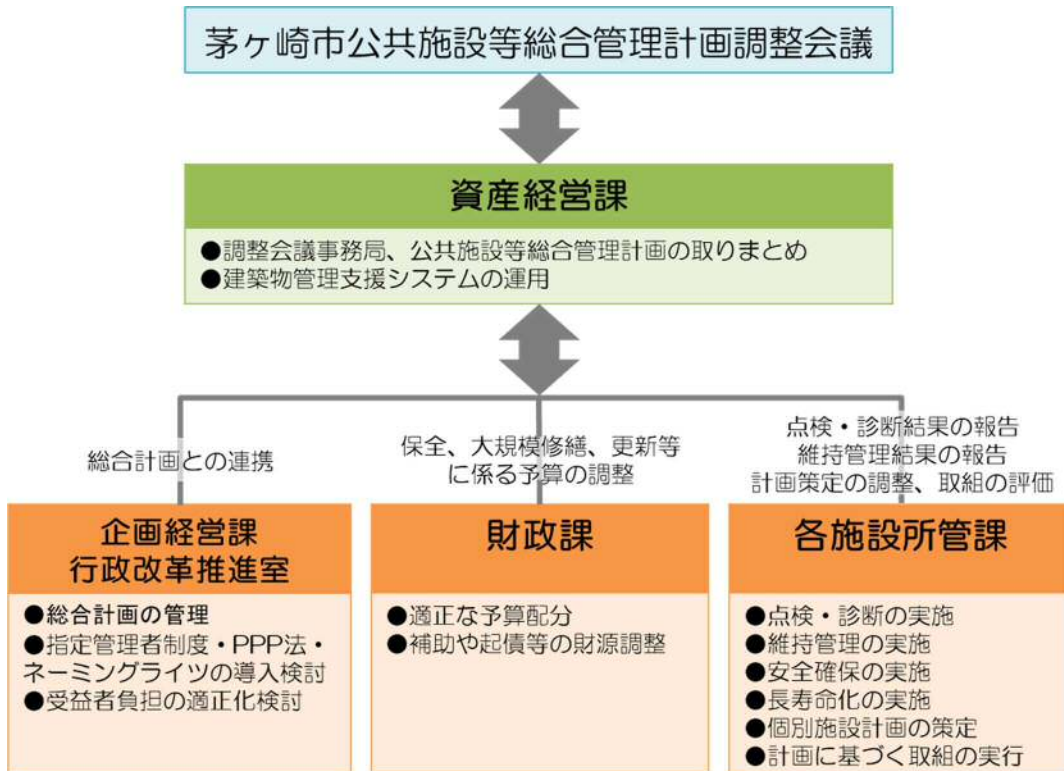 茅ヶ崎市公共施設等総合管理計画調整会議
資産経営課
●調整会議事務局、公共施設等総合管理計画の取りまとめ
●建築物管理支援システムの運用
総合計画との連携
保全、大規模修繕、更新等
に係る予算の調整
点検・診断結果の報告
維持管理結果の報告
計画策定の調整、取組の評価
企画経営課
行政改革推進室
●総合計画の管理
●指定管理者制度・PPP法・
ネーミングライツの導入検討
●受益者負担の適正化検討
財政課
●適正な予算配分
●補助や起債等の財源調整
各施設所管課
●点検・診断の実施
●維持管理の実施
●安全確保の実施
●長寿命化の実施
●個別施設計画の策定
●計画に基づく取組の実行